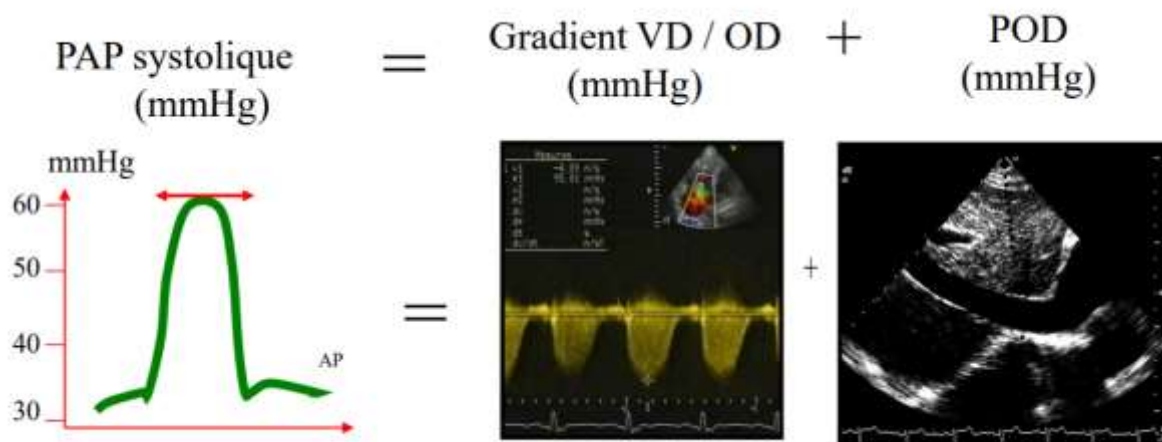 PAP systolique
(mmHg)
=
Gradient VD / OD
(mmHg)
+
POD
(mmHg)
mmHg
60
50
40
30
AP
=
+